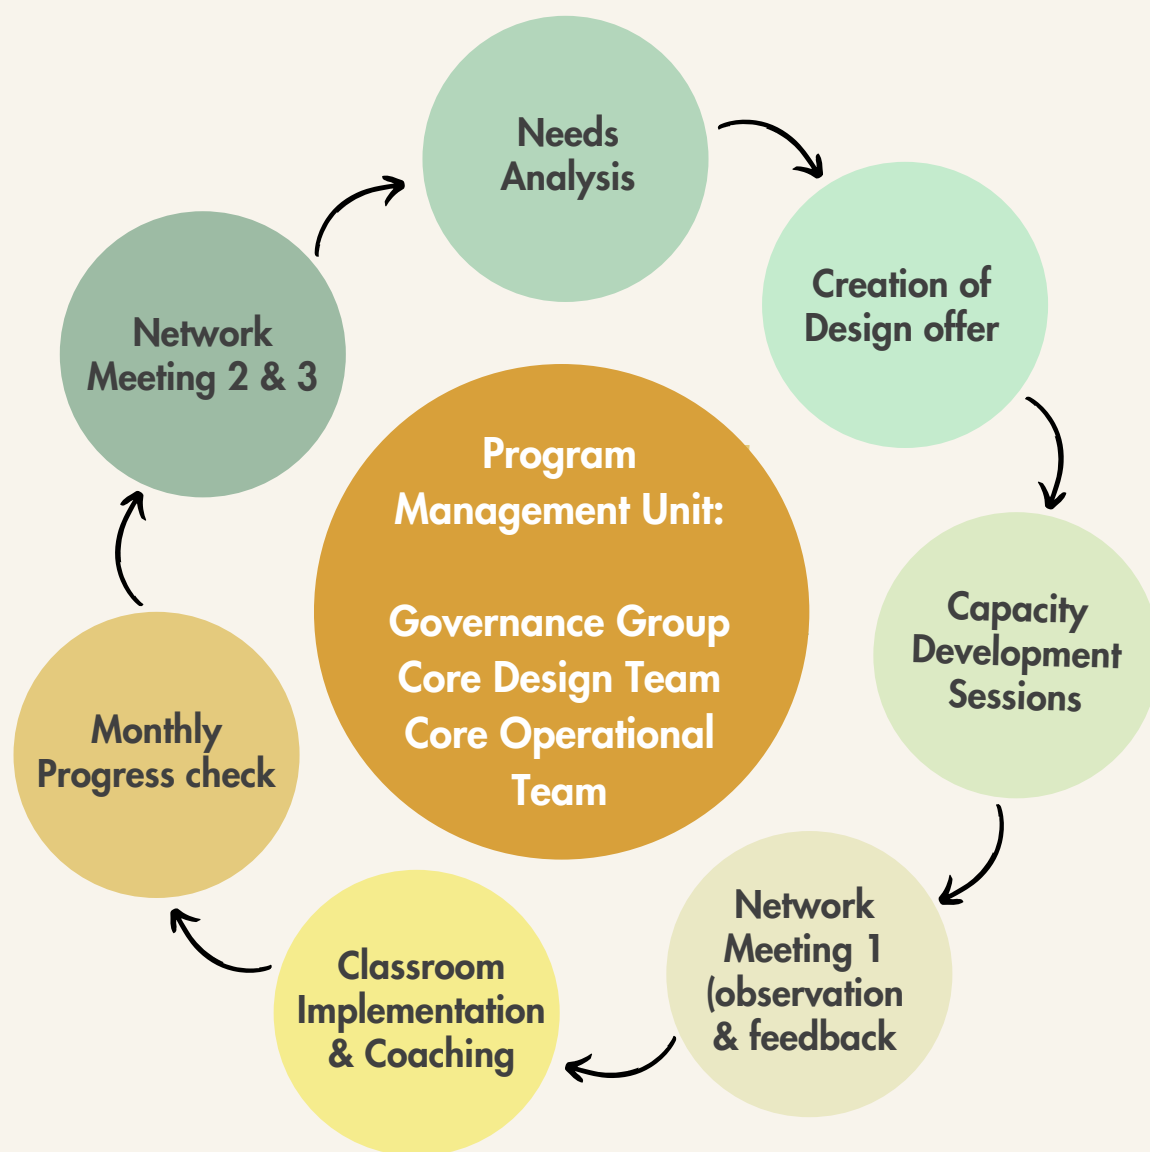 Needs
Analysis
Creation of
Design offer
Capacity
Development
Sessions
Network
Meeting 1
(observation
& feedback
Classroom
Implementation
& Coaching
Monthly
Progress check
Network
Meeting 2 & 3
Program
Management Unit:
Governance Group
Core Design Team
Core Operational
Team